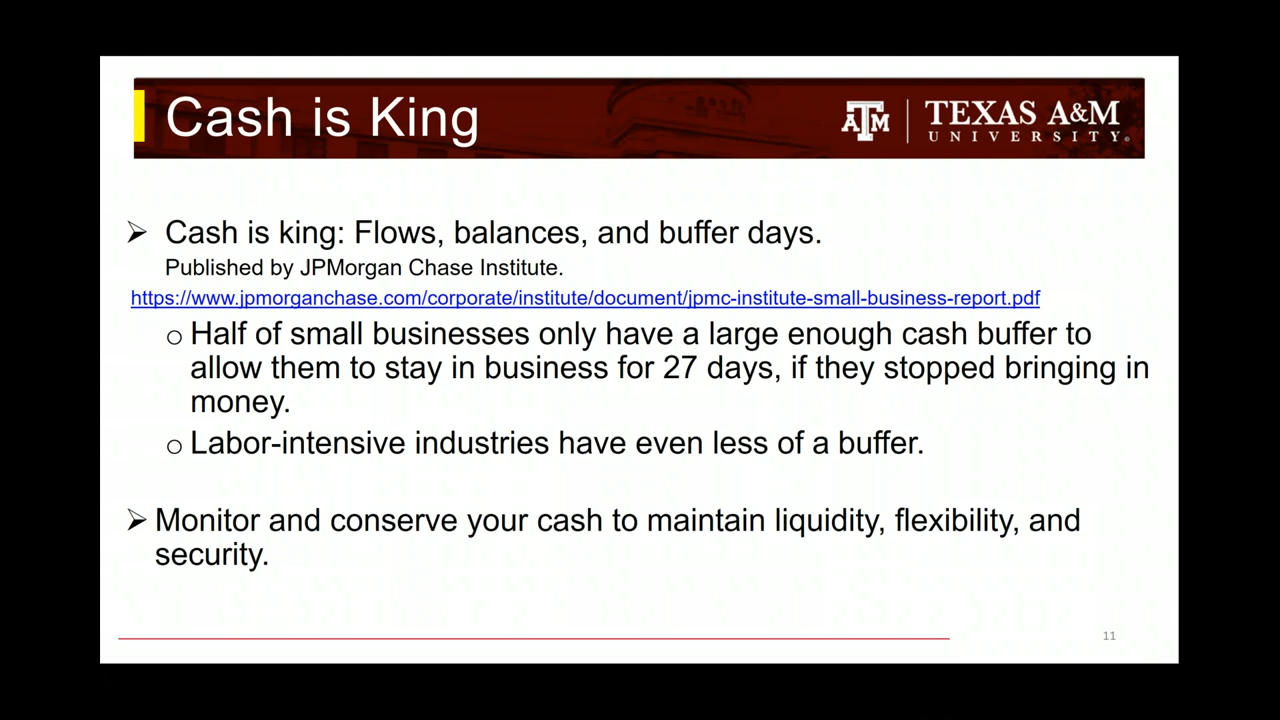 Cash is King
ATM
TEXAS A&M
UNIVERSITY®
➢ Cash is king: Flows, balances, and buffer days.
Published by JPMorgan Chase Institute.
https://www.jpmorganchase.com/corporate/institute/document/jpmc-institute-small-business-report.pdf
o Half of small businesses only have a large enough cash buffer to
allow them to stay in business for 27 days, if they stopped bringing in
money.
o Labor-intensive industries have even less of a buffer.
➢ Monitor and conserve your cash to maintain liquidity, flexibility, and
security.
11